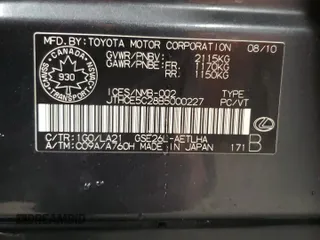 MFD. BY: TOYOTA MOTOR CORPORATION 08/10
GVWR/PNBV: 2115KG
GAWR/PNBE: FR: 1170KG
RR: 1150KG
CANADA
930
TRANSPORTS
ICES/NMB-002 TYPE
JTHCE5C28B5000227 PC/VT
C/TR: 1G0/LA21 GSE26L-AETLHA
A/TM: C09A/A760H MADE IN JAPAN 171 B